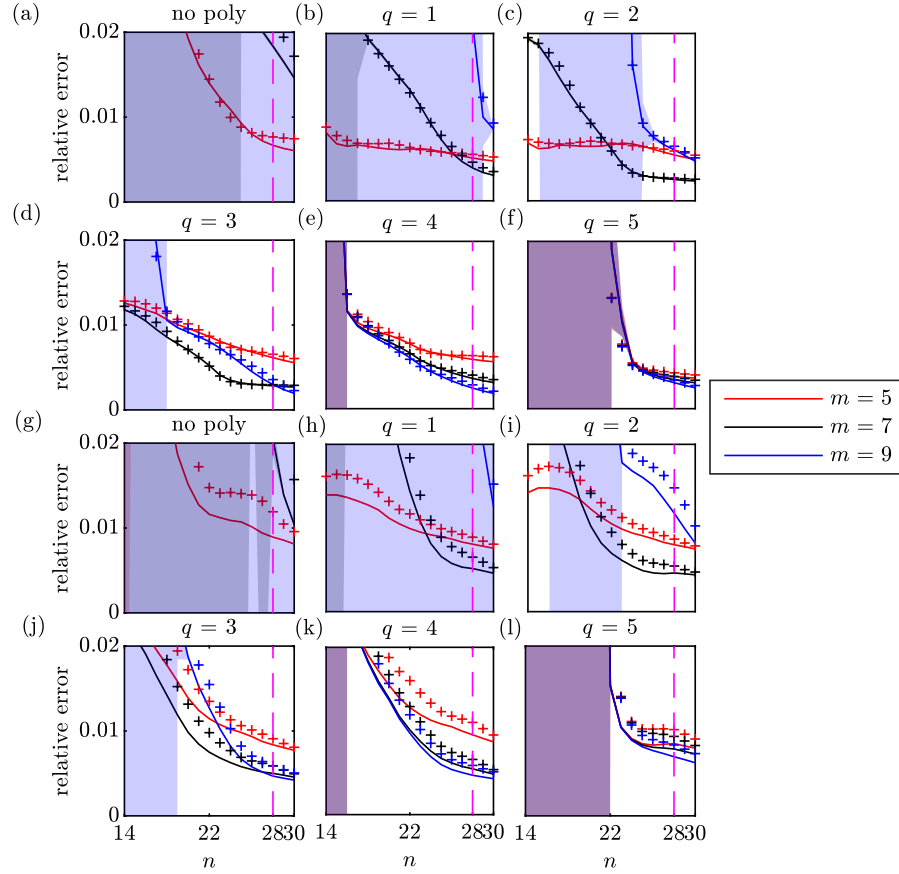 (a) no poly (b) q = 1 (c) q = 2
relative error
0.02
0.01
0
(d) q = 3 (e) q = 4 (f) q = 5
relative error
0.02
0.01
0
(g) no poly (h) q = 1 (i) q = 2
relative error
0.02
0.01
0
(j) q = 3 (k) q = 4 (l) q = 5
relative error
0.02
0.01
0
14 22 2830 14 22 2830 14 22 2830
n n n
m = 5
m = 7
m = 9